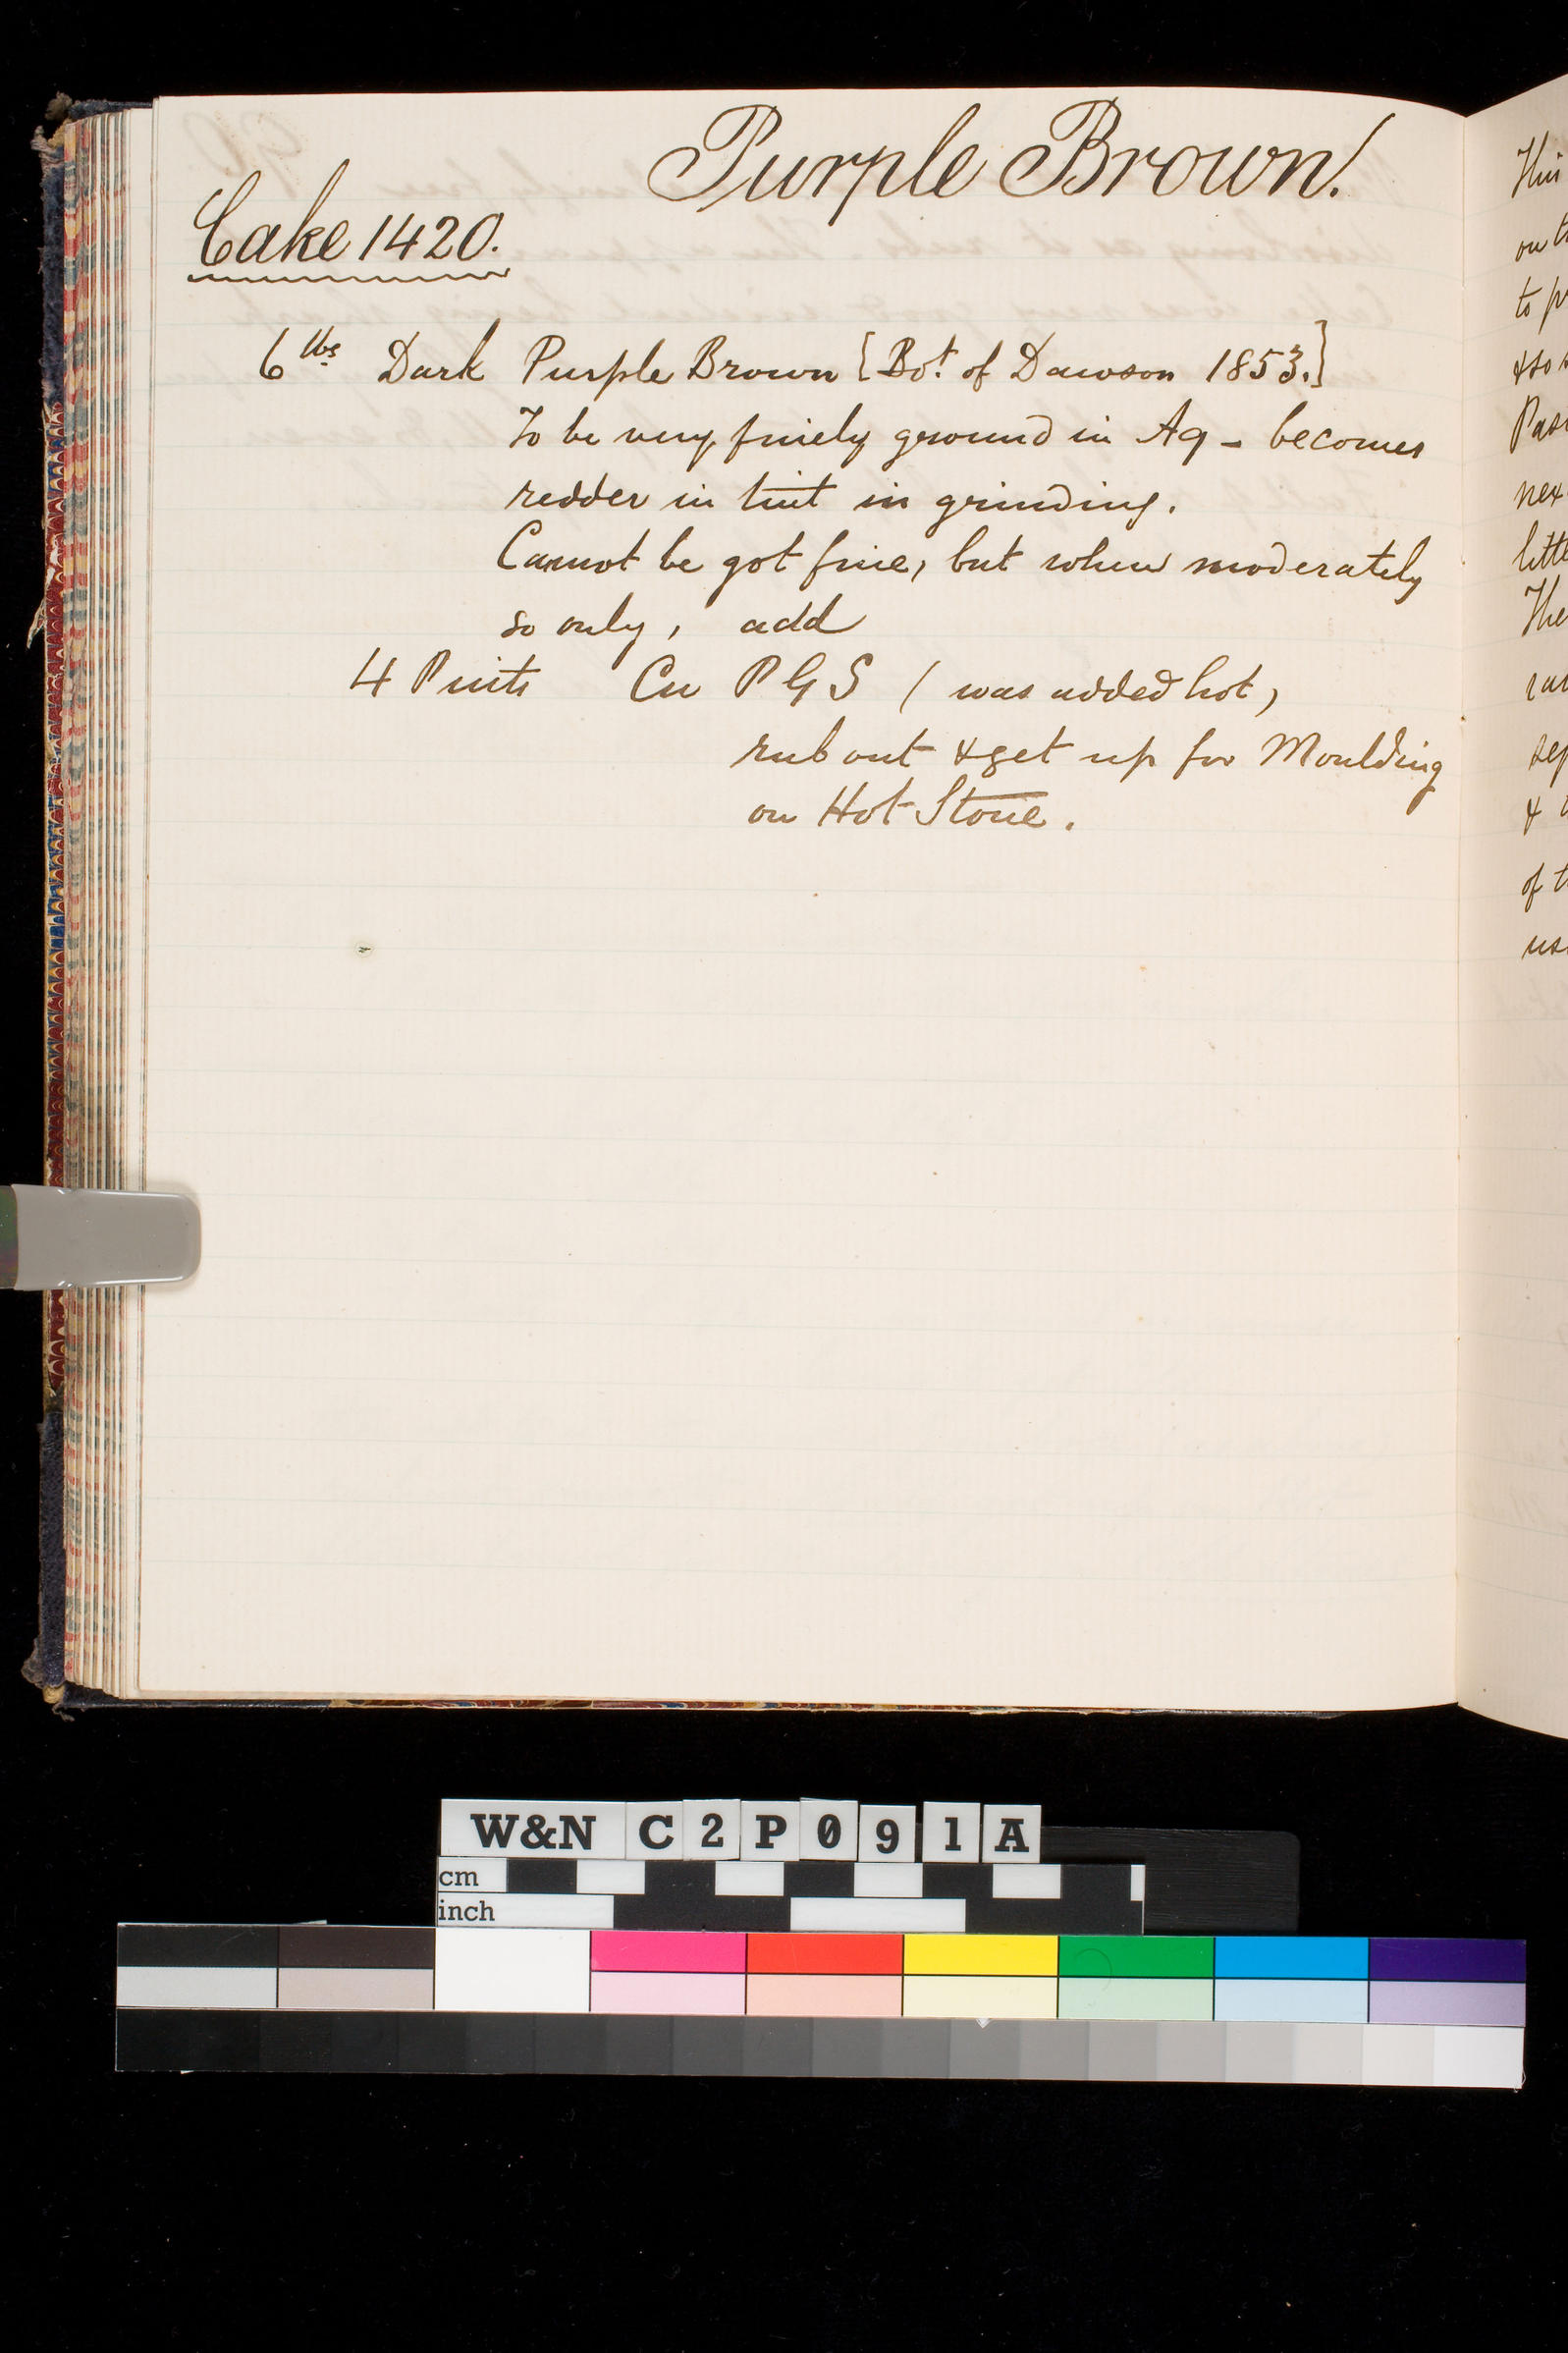 Purple Brown.
Cake 1420.
6 lbs Dark Purple Brown [Bot. of Dawson 1853.]
To be very finely ground in Aq - becomes
redder in tint in grinding.
Cannot be got fine, but when moderately
so only, add
4 Pints Cu P G S ( was added hot,
rub out & get up for Moulding
on Hot Stone.
This
on t
to p
& so
Pas
nex
litt
The
ra
sep
&
of t
us
W&N C2P091A
cm
inch